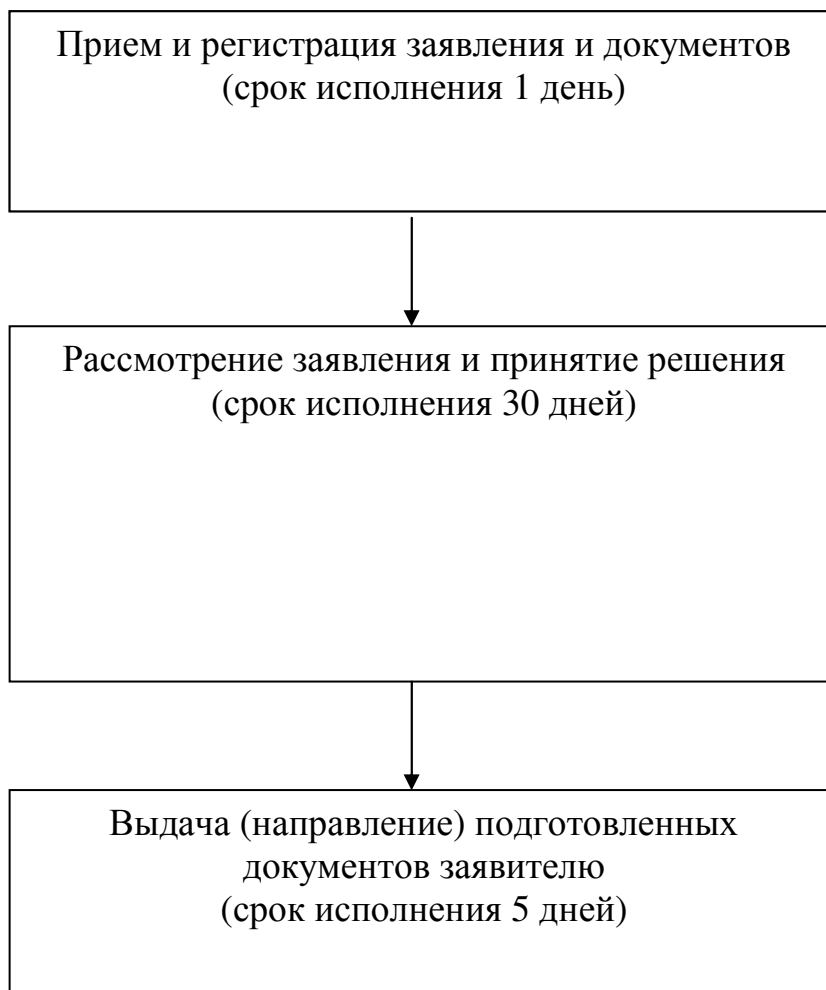 Прием и регистрация заявления и документов
(срок исполнения 1 день)
Рассмотрение заявления и принятие решения
(срок исполнения 30 дней)
Выдача (направление) подготовленных
документов заявителю
(срок исполнения 5 дней)